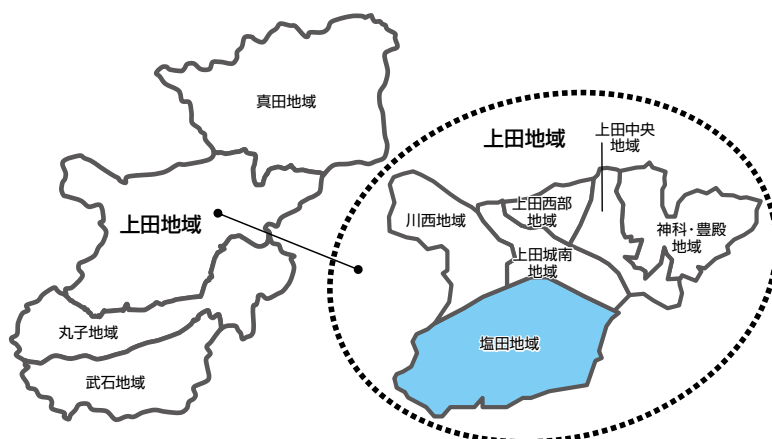 真田地域
上田地域
丸子地域
武石地域
上田地域
上田中央
地域
川西地域
上田西部
地域
神科・豊殿
地域
上田城南
地域
塩田地域